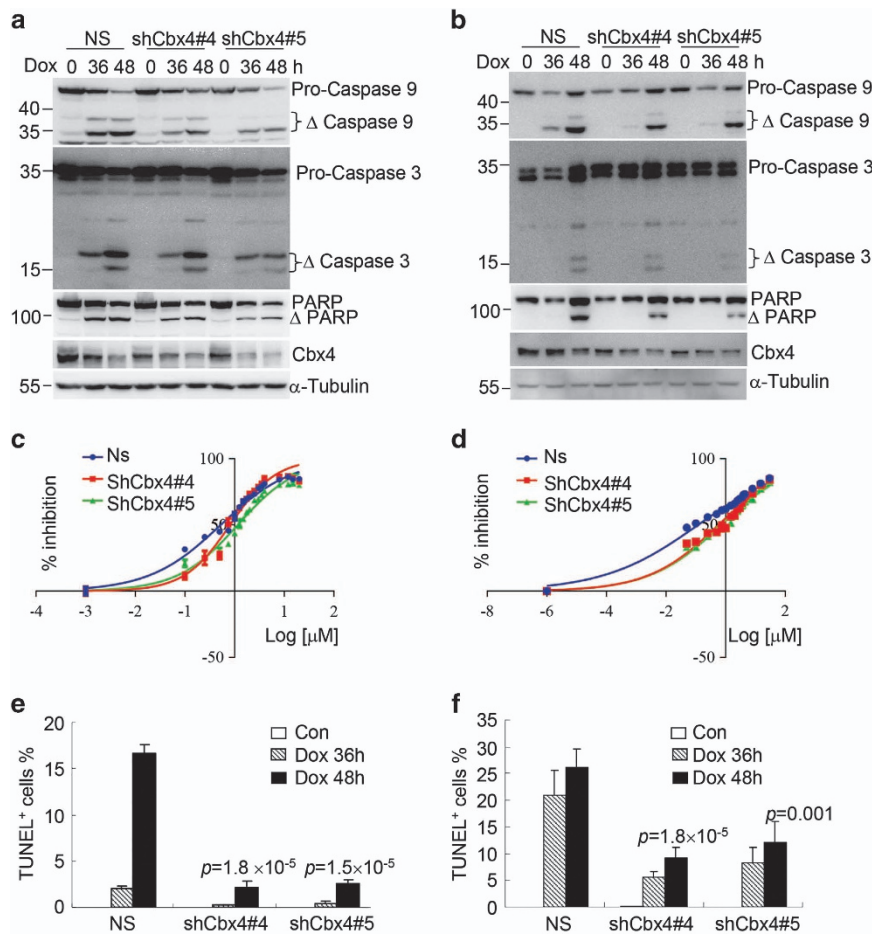 a
NS shCbx4#4 shCbx4#5
Dox 0 36 48 0 36 48 0 36 48 h
Pro-Caspase 9
40
35
Δ Caspase 9
35
Pro-Caspase 3
15
Δ Caspase 3
PARP
100
Δ PARP
Cbx4
55
α-Tubulin
b
NS shCbx4#4 shCbx4#5
Dox 0 36 48 0 36 48 0 36 48 h
Pro-Caspase 9
40
35
Δ Caspase 9
35
Pro-Caspase 3
15
Δ Caspase 3
PARP
100
Δ PARP
Cbx4
55
α-Tubulin
c
Ns
ShCbx4#4
ShCbx4#5
% inhibition
100
50
-50
-4 -3 -2 -1 0 1 2
Log [µM]
d
Ns
ShCbx4#4
ShCbx4#5
% inhibition
100
50
-50
-8 -6 -4 -2 0 2
Log [µM]
e
TUNEL+ cells %
20
15
10
5
0
Con
Dox 36h
Dox 48h
p=1.8 ×10-5
p=1.5×10-5
NS shCbx4#4 shCbx4#5
f
TUNEL+ cells %
35
30
25
20
15
10
5
0
Con
Dox 36h
Dox 48h
p=1.8×10-5
p=0.001
NS shCbx4#4 shCbx4#5